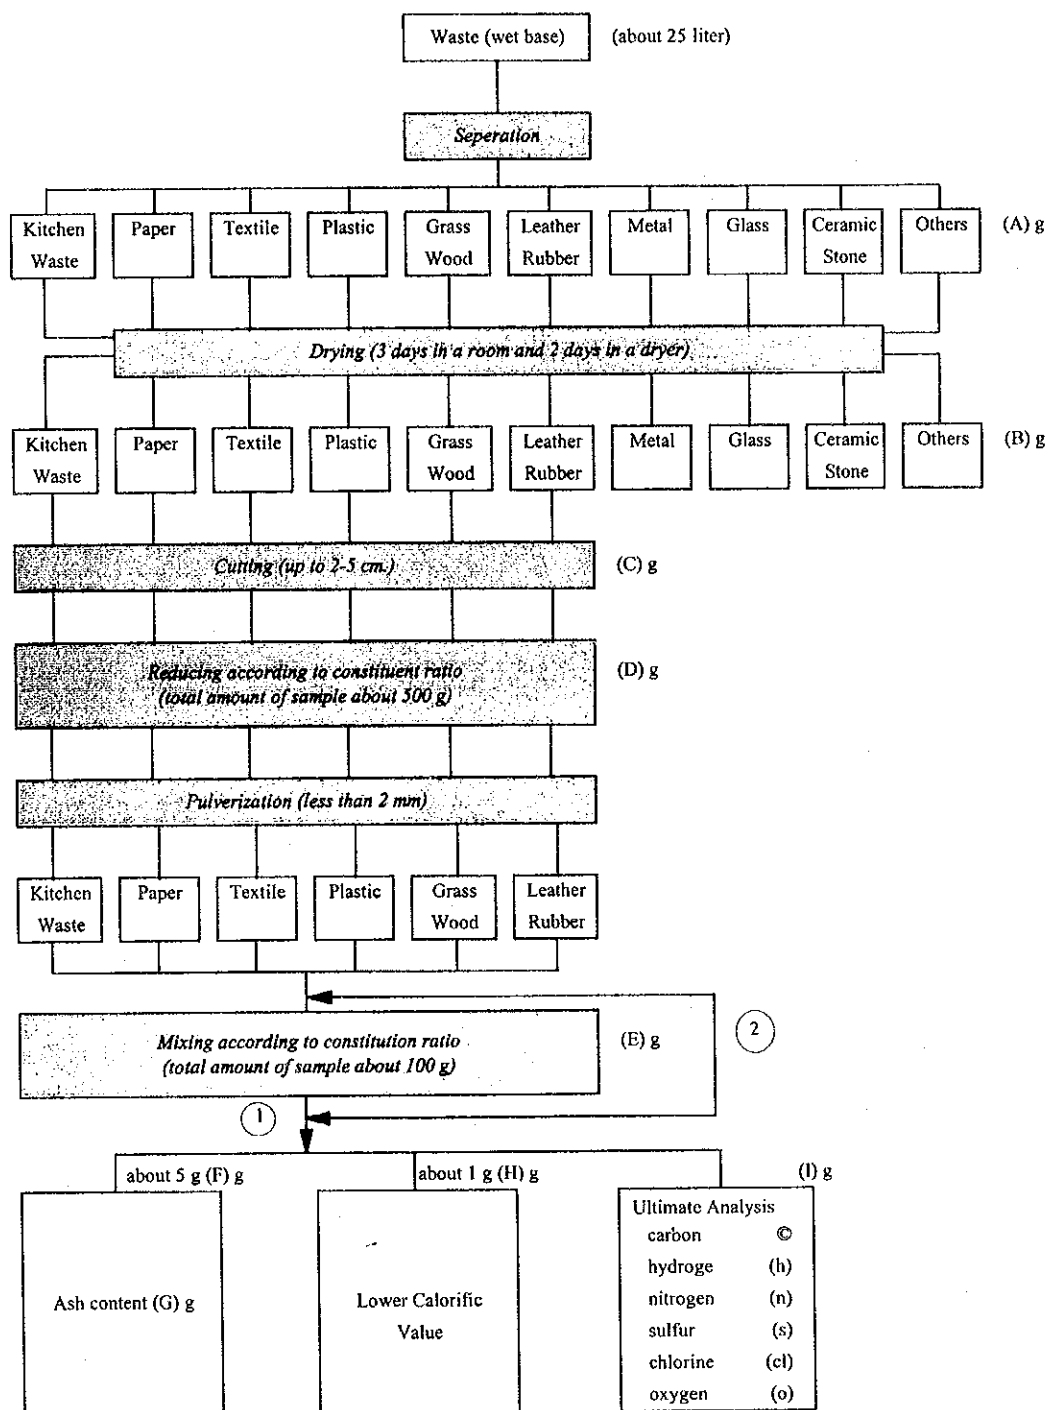 Waste (wet base) (about 25 liter)
Seperation
Kitchen Waste Paper Textile Plastic Grass Wood Leather Rubber Metal Glass Ceramic Stone Others (A) g
Drying (3 days in a room and 2 days in a dryer)
Kitchen Waste Paper Textile Plastic Grass Wood Leather Rubber Metal Glass Ceramic Stone Others (B) g
Cutting (up to 2-5 cm.) (C) g
Reducing according to constituent ratio
(total amount of sample about 500 g)
(D) g
Pulverization (less than 2 mm)
Kitchen Waste Paper Textile Plastic Grass Wood Leather Rubber
2
Mixing according to constitution ratio
(total amount of sample about 100 g)
(E) g
1
about 5 g (F) g about 1 g (H) g (I) g
Ash content (G) g
Lower Calorific
Value
Ultimate Analysis
carbon ©
hydroge (h)
nitrogen (n)
sulfur (s)
chlorine (cl)
oxygen (o)